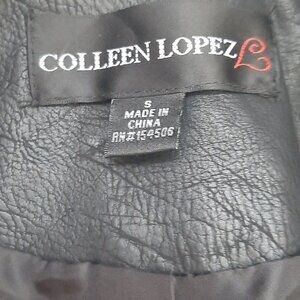 COLLEEN LOPEZ
S
MADE IN
CHINA
RN#154506